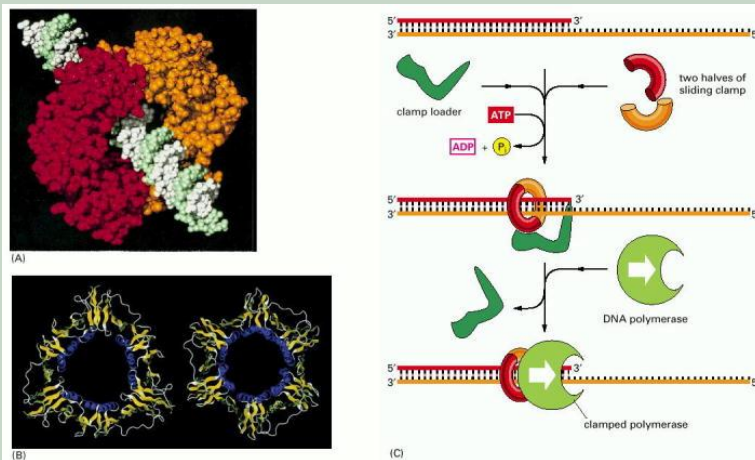 (A)
(B)
5′
3′
3′
5′
clamp loader
two halves of
sliding clamp
ATP
ADP + Pi
5′
3′
3′
5′
DNA polymerase
5′
3′
3′
5′
clamped polymerase
(C)